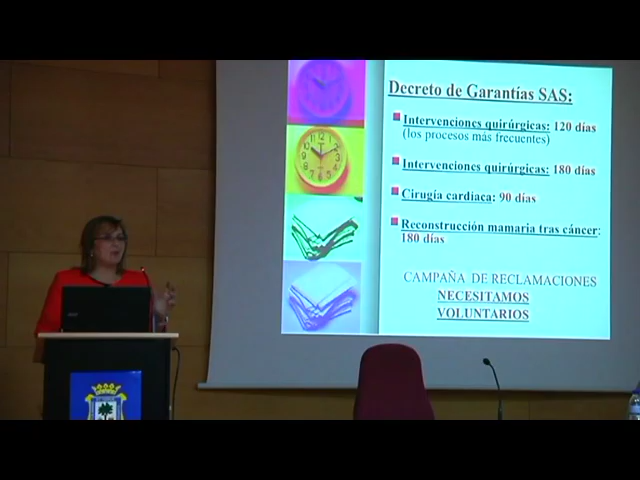 Decreto de Garantías SAS:
Intervenciones quirúrgicas: 120 días
(los procesos más frecuentes)
Intervenciones quirúrgicas: 180 días
Cirugía cardíaca: 90 días
Reconstrucción mamaria tras cáncer:
180 días
CAMPAÑA DE RECLAMACIONES
NECESITAMOS
VOLUNTARIOS